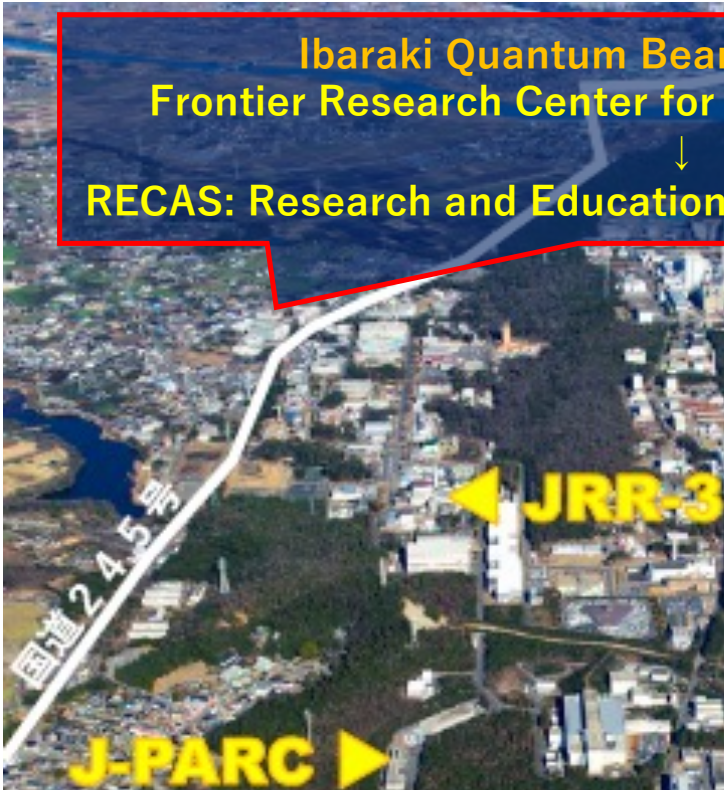 Ibaraki Quantum Bea
Frontier Research Center for
↓
RECAS: Research and Education
JRR-3
国道245号
J-PARC